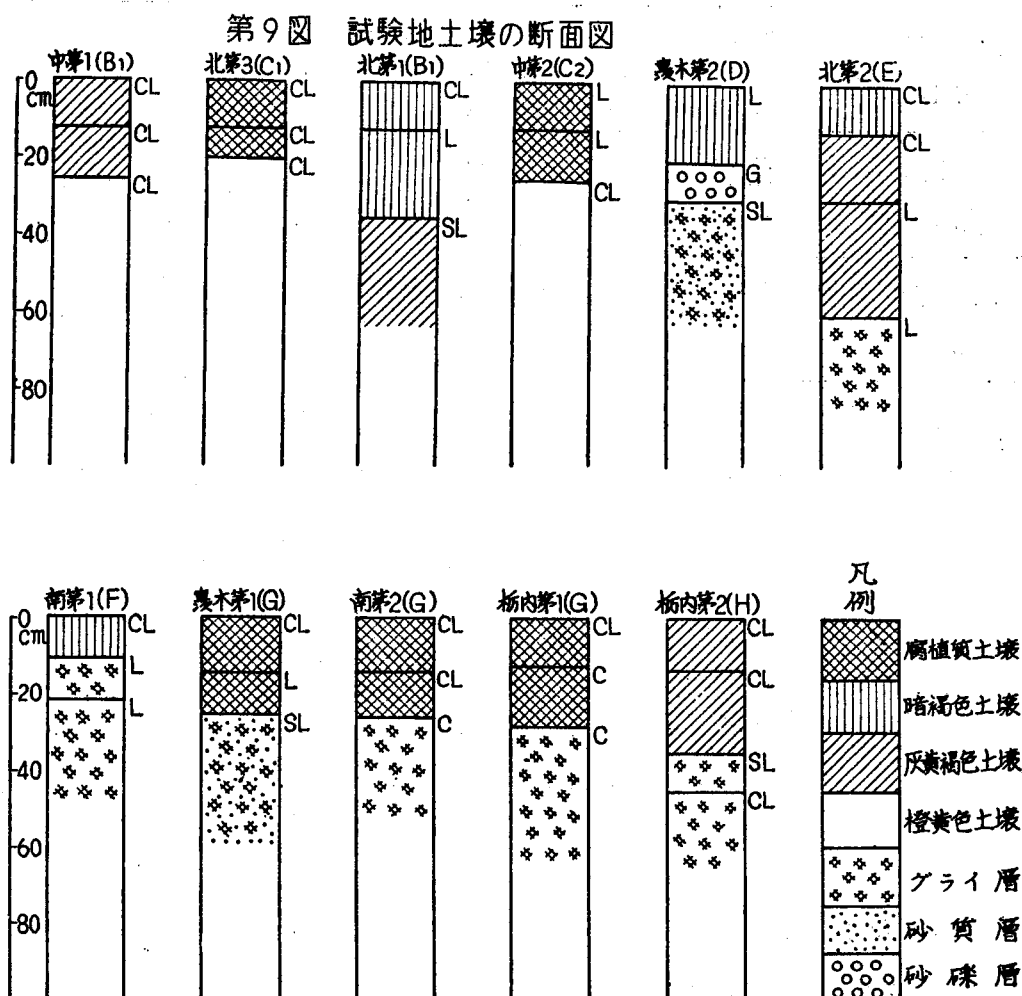 第9図 試験地土壌の断面図
中第1(B1) 北第3(C1) 北第1(B1) 中第2(C2) 木第2(D) 北第2(E)
0 CL CL CL L L CL
cm
CL CL L L CL
20
CL CL CL G
SL L
40 SL
60
L
80
南第1(F) 木第1(G) 南第2(G) 栃内第1(G) 栃内第2(H) 凡例
0 CL CL CL CL CL
cm
L L CL C CL
20
L SL C C
40 SL
CL
60
80
腐植質土壌
暗褐色土壌
灰黄褐色土壌
橙黄色土壌
グライ層
砂質層
砂礫層